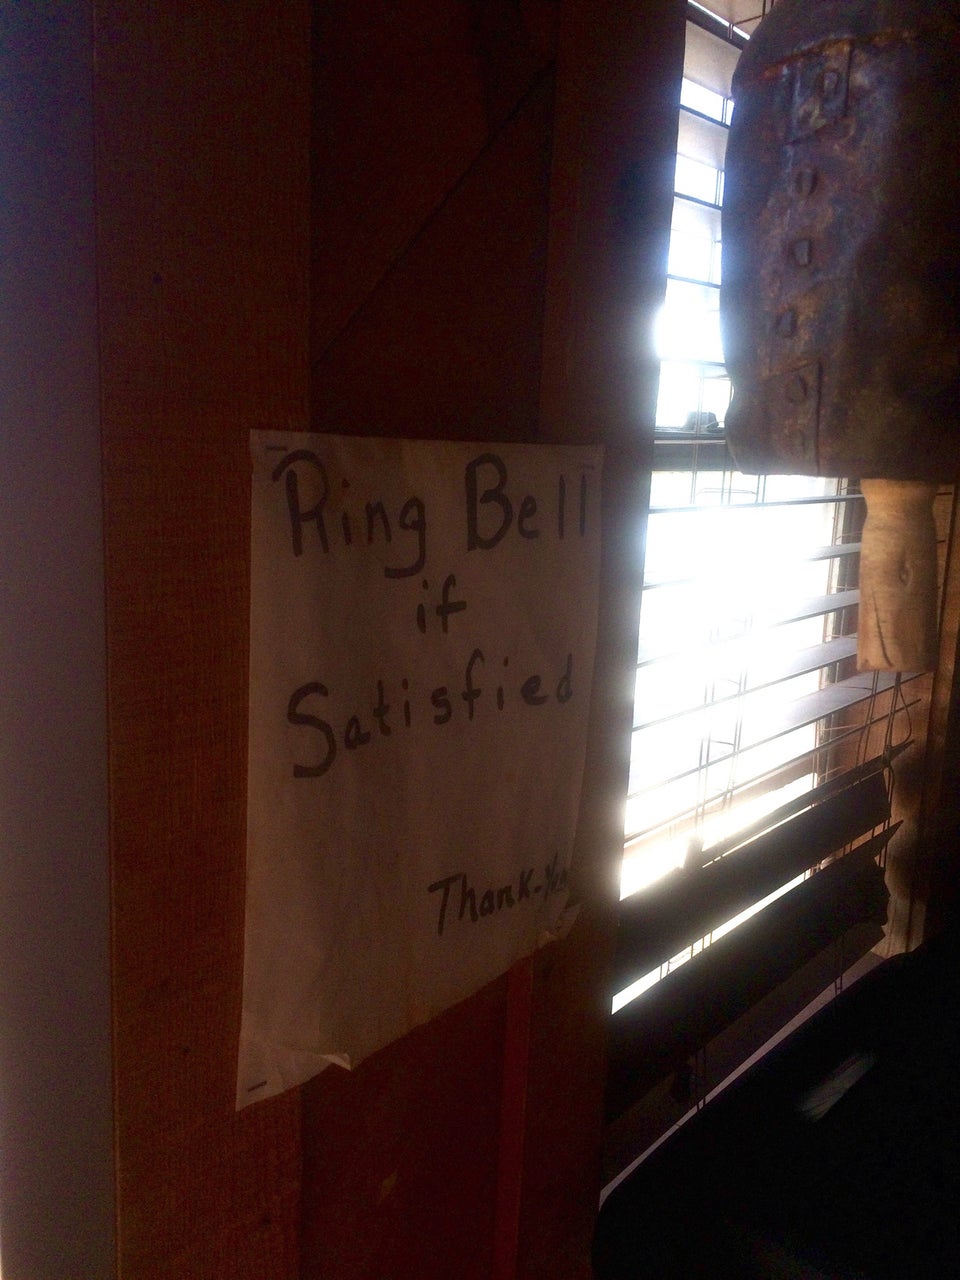 Ring Bell
if
Satisfied
Thank-You